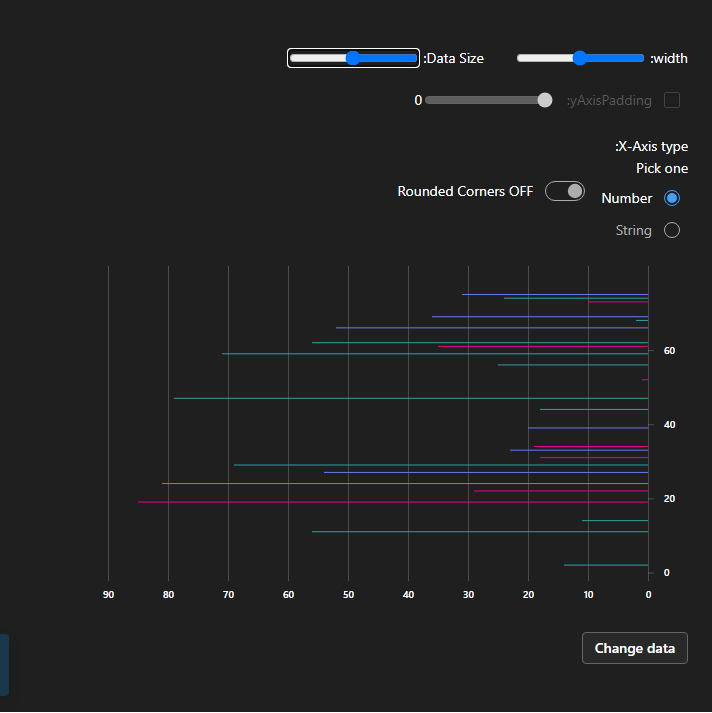 :width
:Data Size
:yAxisPadding
0
:X-Axis type
Pick one
Number
Rounded Corners OFF
String
60
40
20
0
90 80 70 60 50 40 30 20 10 0
Change data